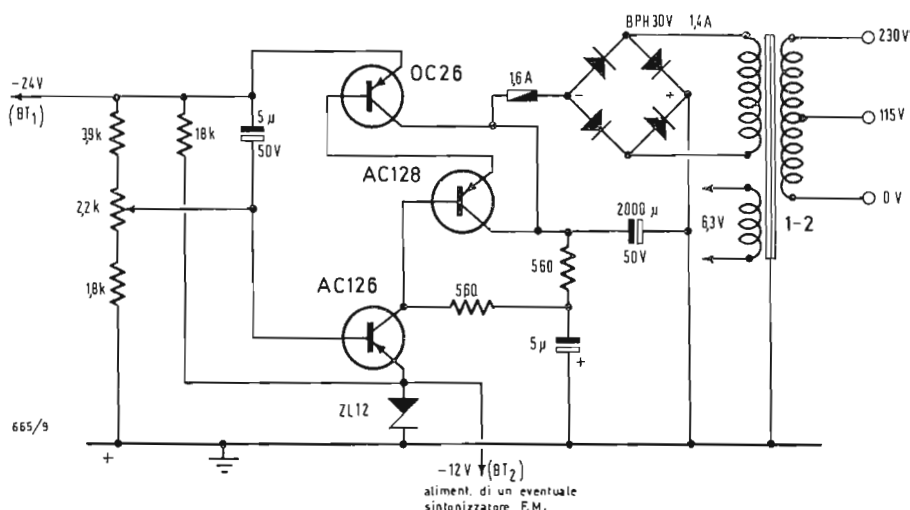 BPH30V 1,4A
230V
OC26
-24V
(BT1)
1,6A
-
+
3,9k
18k
5μ
50V
115V
AC128
2,2k
2000μ
50V
6,3V
0V
1-2
560
1,8k
AC126
560
5μ
+
ZL12
665/9
+
-12V (BT2)
aliment. di un eventuale
sintonizzatore F.M.